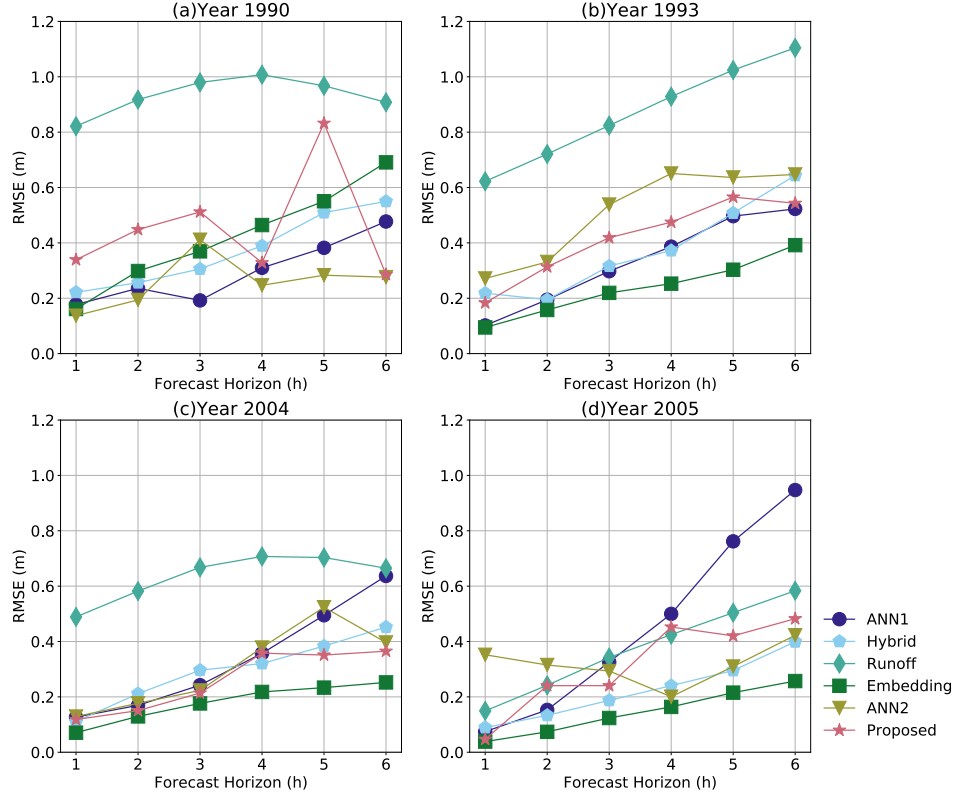 (a)Year 1990
1.2
1.0
0.8
0.6
0.4
0.2
0.0
RMSE (m)
1 2 3 4 5 6
Forecast Horizon (h)
(b)Year 1993
1.2
1.0
0.8
0.6
0.4
0.2
0.0
RMSE (m)
1 2 3 4 5 6
Forecast Horizon (h)
(c)Year 2004
1.2
1.0
0.8
0.6
0.4
0.2
0.0
RMSE (m)
1 2 3 4 5 6
Forecast Horizon (h)
(d)Year 2005
1.2
1.0
0.8
0.6
0.4
0.2
0.0
RMSE (m)
1 2 3 4 5 6
Forecast Horizon (h)
ANN1
Hybrid
Runoff
Embedding
ANN2
Proposed